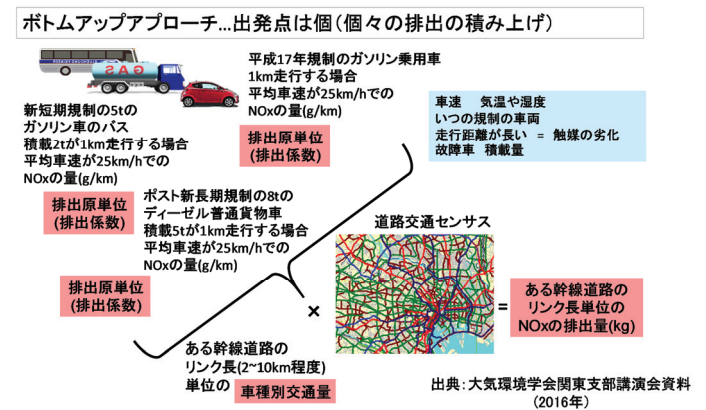 ボトムアップアプローチ…出発点は個(個々の排出の積み上げ)
平成17年規制のガソリン乗用車
1km走行する場合
平均車速が25km/hでの
NOxの量(g/km)
排出原単位
(排出係数)
車速 気温や湿度
いつの規制の車両
走行距離が長い = 触媒の劣化
故障車 積載量
新短期規制の5tの
ガソリン車のバス
積載2tが1km走行する場合
平均車速が25km/hでの
NOxの量(g/km)
排出原単位
(排出係数)
ポスト新長期規制の8tの
ディーゼル普通貨物車
積載5tが1km走行する場合
平均車速が25km/hでの
NOxの量(g/km)
排出原単位
(排出係数)
道路交通センサス
×
=
ある幹線道路の
リンク長単位の
NOxの排出量(kg)
ある幹線道路の
リンク長(2~10km程度)
単位の 車種別交通量
出典:大気環境学会関東支部講演会資料
(2016年)